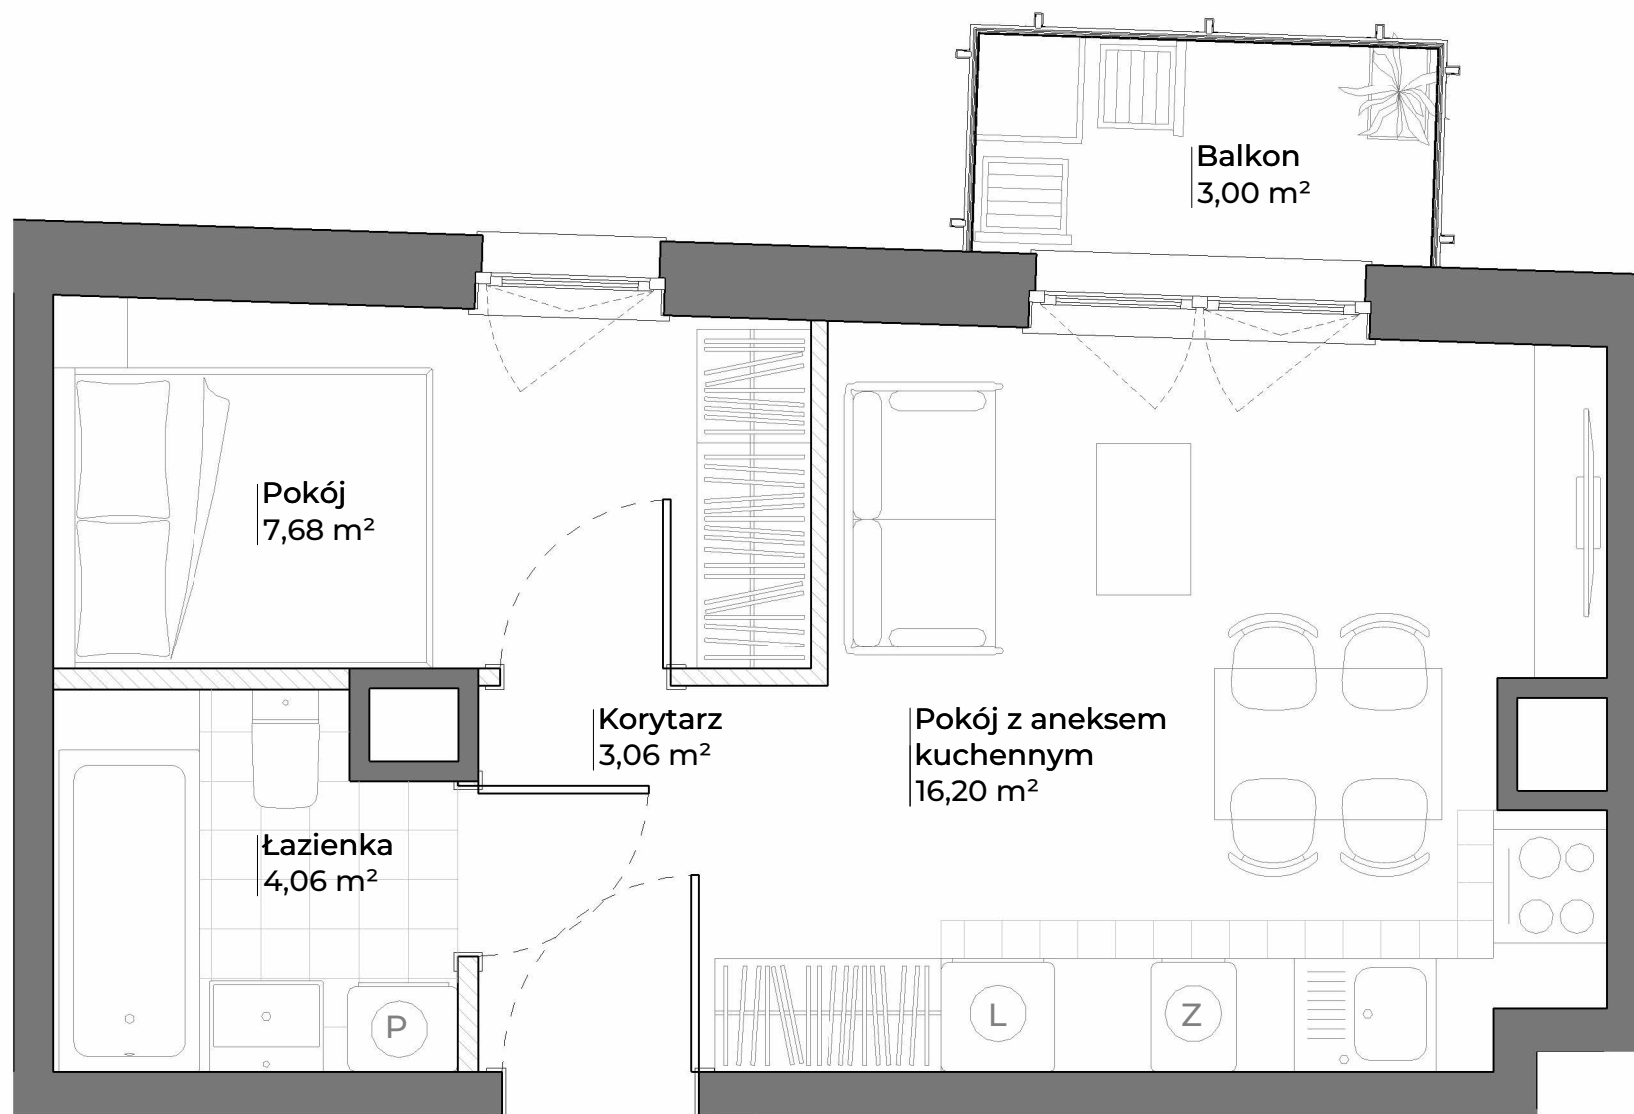 Balkon
3,00 m²
Pokój
7,68 m²
Korytarz
3,06 m²
Pokój z aneksem
kuchennym
16,20 m²
Łazienka
4,06 m²
P
L
Z